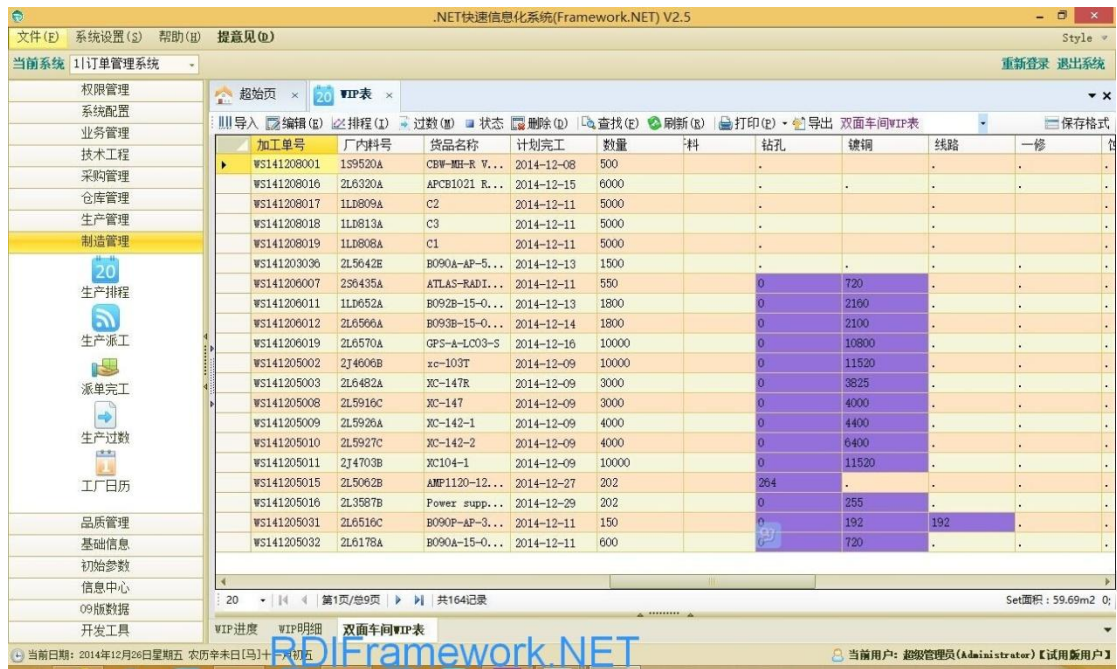 .NET快速信息化系统(Framework.NET) V2.5
文件(F) 系统设置(S) 帮助(H) 提意见(D) Style
当前系统 1|订单管理系统 重新登录 退出系统
权限管理
系统配置
业务管理
技术工程
采购管理
仓库管理
生产管理
制造管理
20
生产排程
生产派工
派单完工
生产过数
工厂日历
品质管理
基础信息
初始参数
信息中心
09版数据
开发工具
超始页 20 WIP表
导入 编辑(E) 排程(I) 过数(M) 状态 删除(D) 查找(F) 刷新(R) 打印(P) 导出 双面车间WIP表 保存格式
加工单号 厂内料号 货品名称 计划完工 数量 料 钻孔 镀铜 线路 一修
WS141208001 1S9520A CBW-MH-R V... 2014-12-08 500 . . .
WS141208016 2L6320A APCB1021 R... 2014-12-15 6000 . . . .
WS141208017 1LD809A C2 2014-12-11 5000 . . .
WS141208018 1LD813A C3 2014-12-11 5000 . . .
WS141208019 1LD808A C1 2014-12-11 5000 . . .
WS141203036 2L5642E B090A-AP-5... 2014-12-13 1500 . . . .
WS141206007 2S6435A ATLAS-RADI... 2014-12-11 550 0 720 . .
WS141206011 1LD652A B092B-15-0... 2014-12-13 1800 0 2160 . .
WS141206012 2L6566A B093B-15-0... 2014-12-14 1800 0 2100 . .
WS141206019 2L6570A GPS-A-LC03-S 2014-12-16 10000 0 10800 . .
WS141205002 2J4606B xc-103T 2014-12-09 10000 0 11520 . .
WS141205003 2L6482A XC-147R 2014-12-09 3000 0 3825 . .
WS141205008 2L5916C XC-147 2014-12-09 3000 0 4000 . .
WS141205009 2L5926A XC-142-1 2014-12-09 4000 0 4400 . .
WS141205010 2L5927C XC-142-2 2014-12-09 4000 0 6400 . .
WS141205011 2J4703B XC104-1 2014-12-09 10000 0 11520 . .
WS141205015 2L5062B AMP1120-12... 2014-12-27 202 264 . . .
WS141205016 2L3587B Power supp... 2014-12-29 202 0 255 . .
WS141205031 2L6516C B090P-AP-3... 2014-12-11 150 0 192 192 .
WS141205032 2L6178A B090A-15-0... 2014-12-11 600 0 720 . .
20 第1页/总9页 共164记录 Set面积：59.69m2 0;
WIP进度 WIP明细 双面车间WIP表
当前日期: 2014年12月26日星期五 农历辛未日[马]十一月初五 当前用户: 超级管理员(Administrator)【试用版用户】
RDIFramework.NET